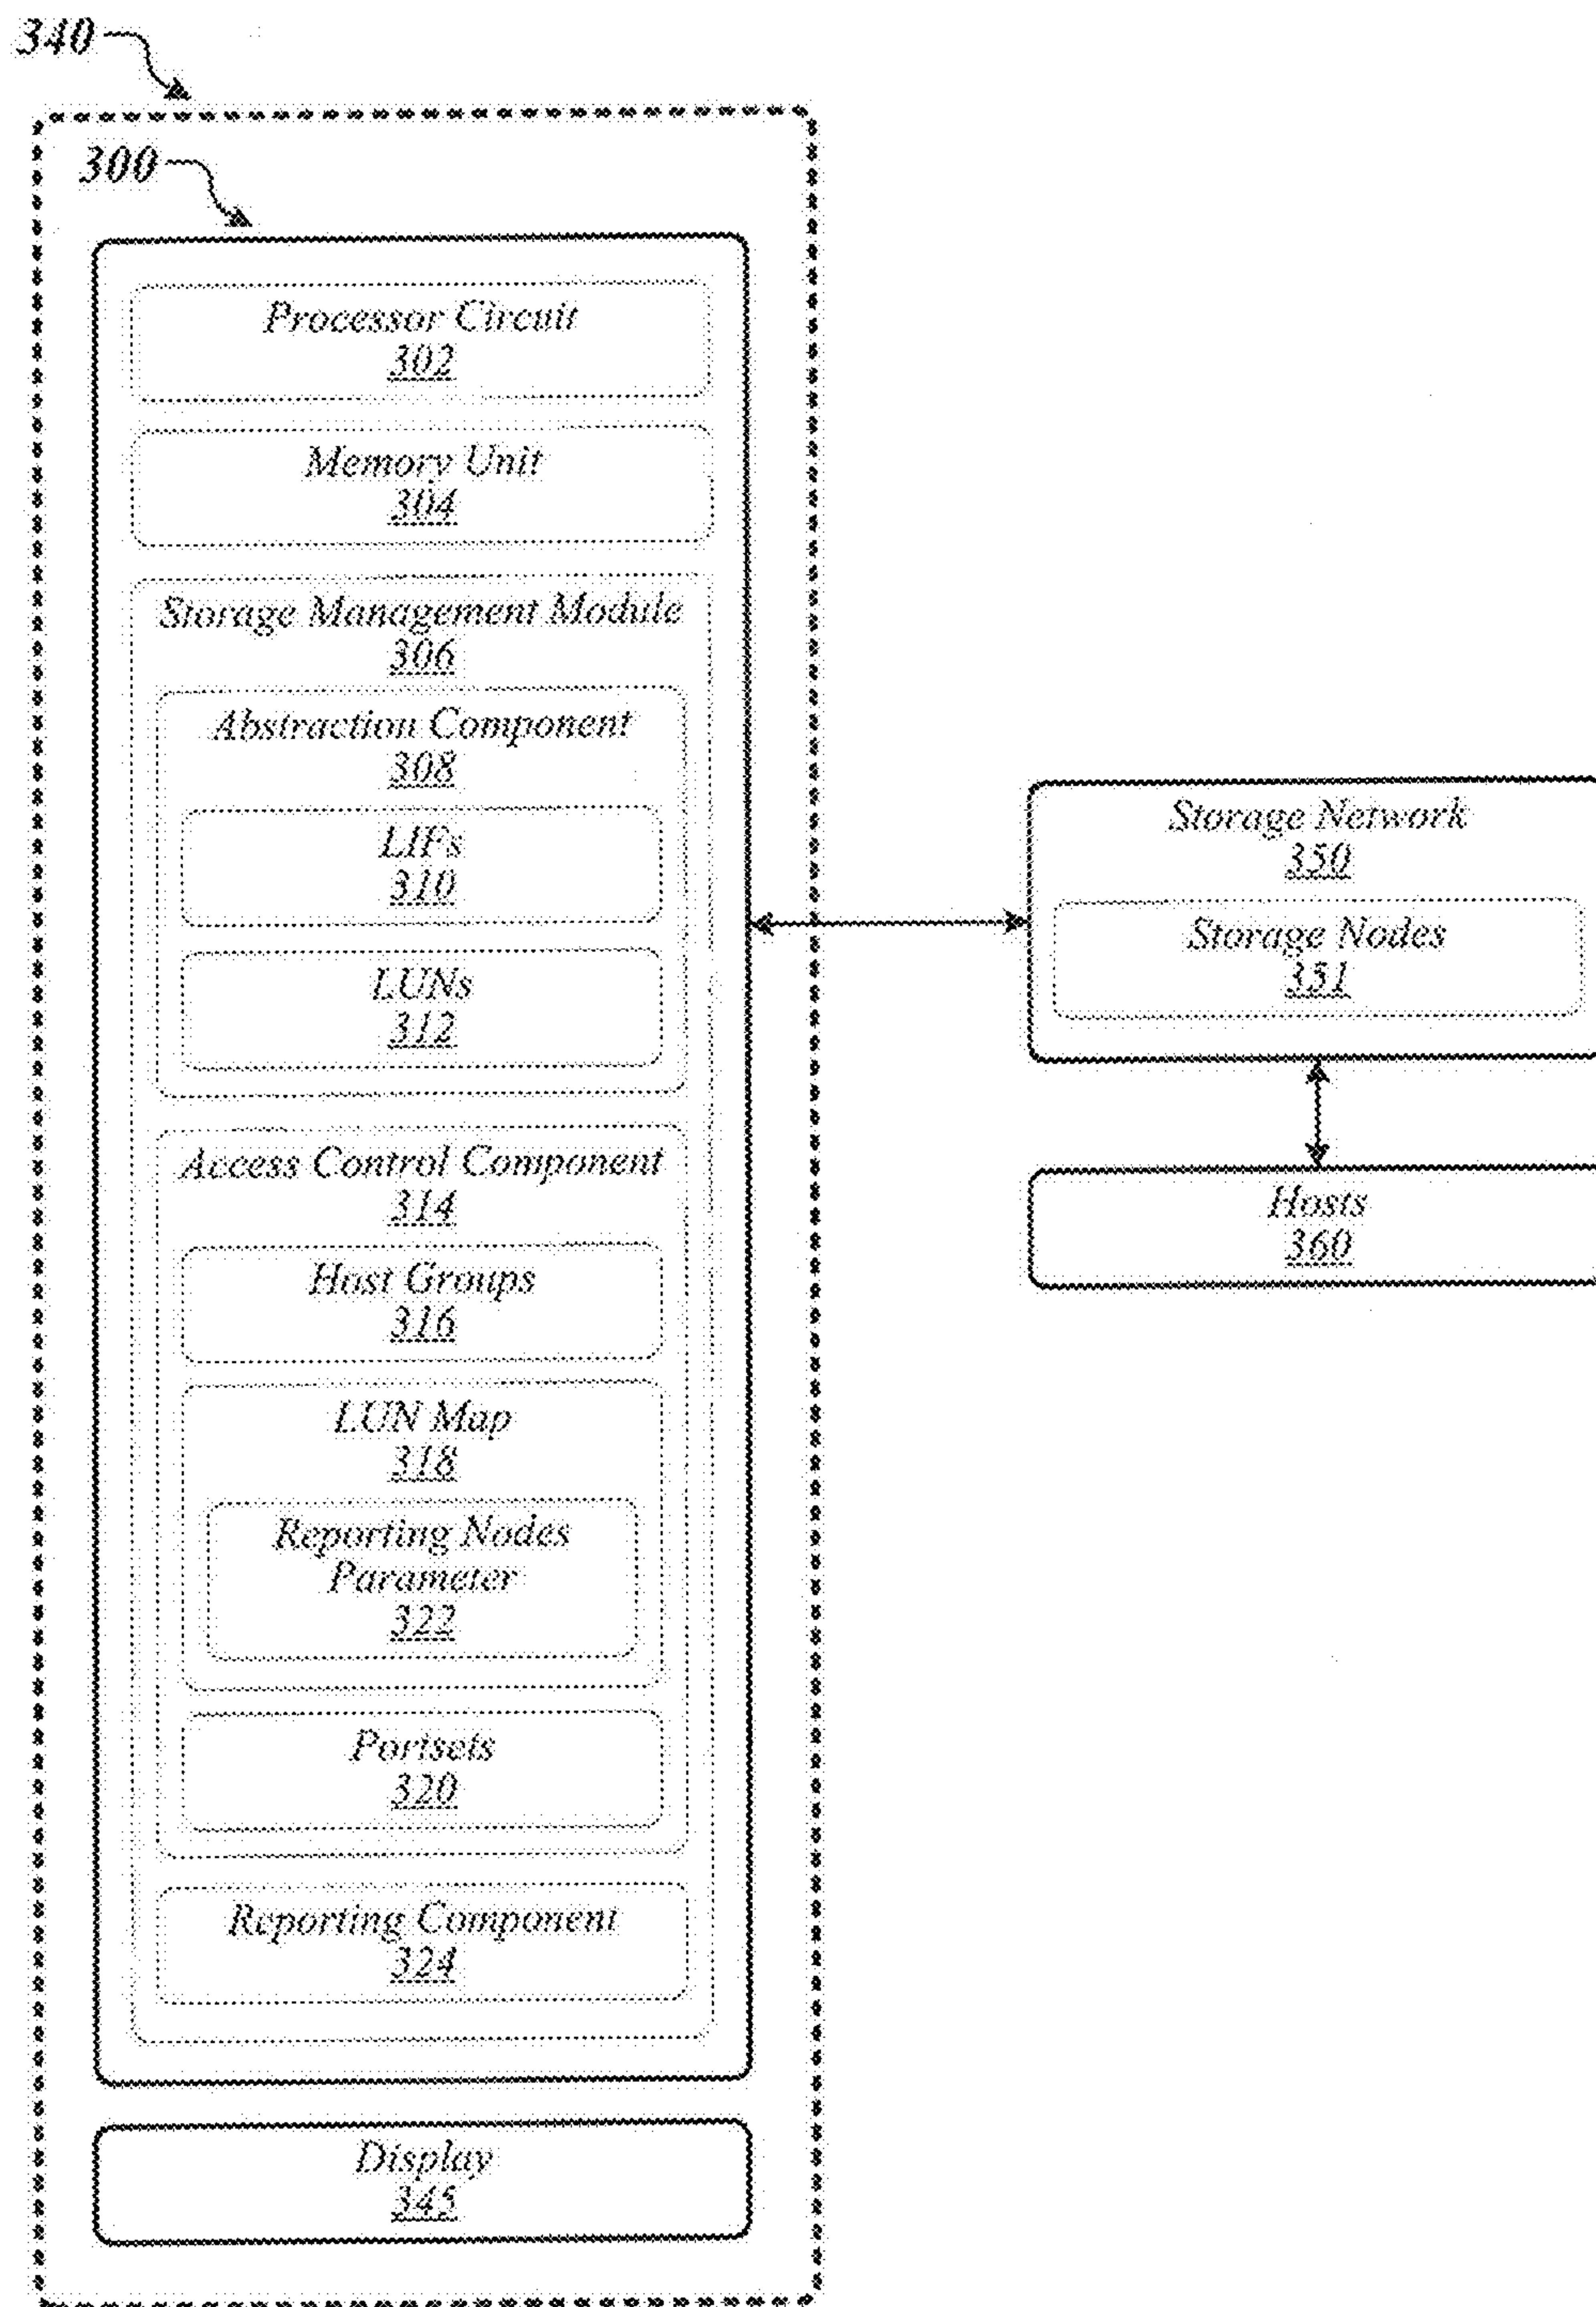 340
300
Processor Circuit
302
Memory Unit
304
Storage Management Module
306
Abstraction Component
308
LIFs
310
LUNs
312
Access Control Component
314
Host Groups
316
LUN Map
318
Reporting Nodes
Parameter
322
Portsets
320
Reporting Component
324
Display
345
Storage Network
350
Storage Nodes
351
Hosts
360